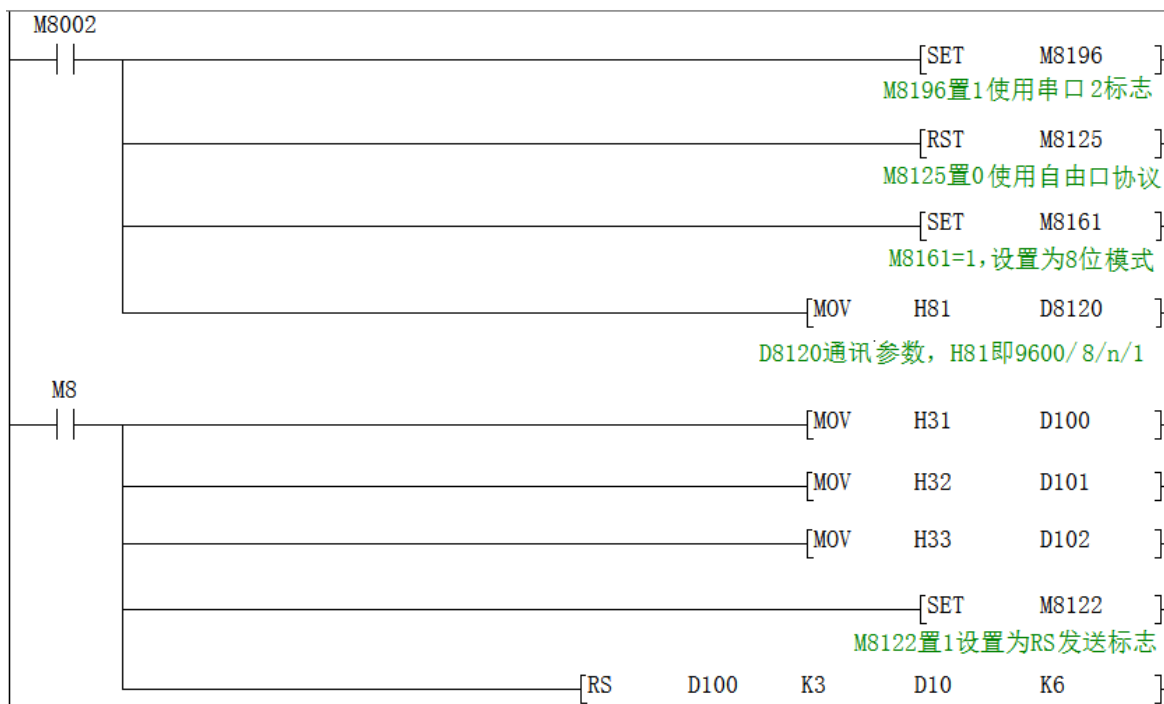 M8002
SET M8196
M8196置1使用串口2标志
RST M8125
M8125置0使用自由口协议
SET M8161
M8161=1,设置为8位模式
MOV H81 D8120
D8120通讯参数，H81即9600/8/n/1
M8
MOV H31 D100
MOV H32 D101
MOV H33 D102
SET M8122
M8122置1设置为RS发送标志
RS D100 K3 D10 K6